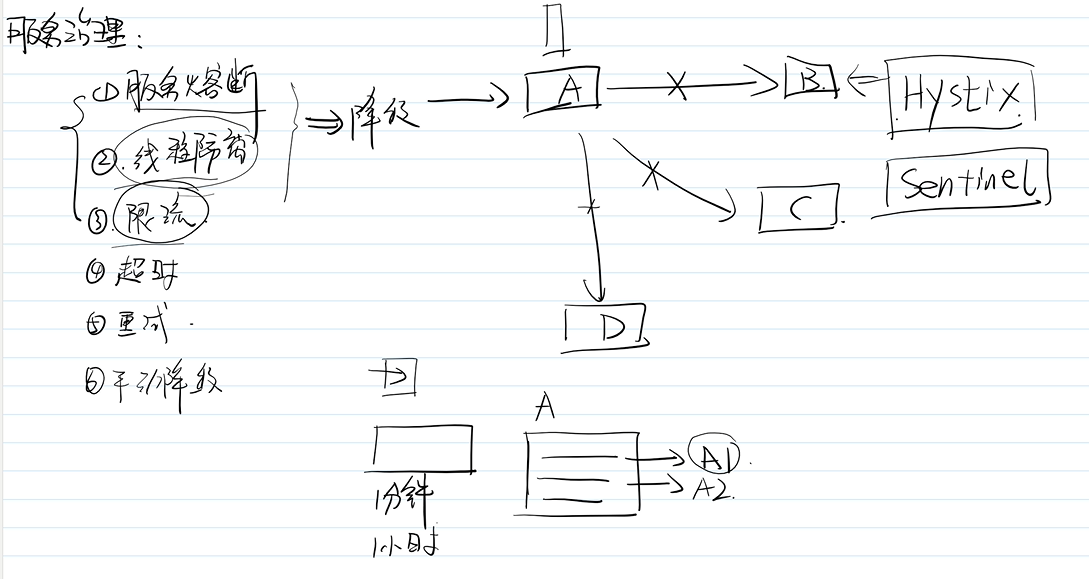 服务治理:
①服务熔断
②.线程隔离
③.限流.
④超时
⑤重试.
⑥手动降级
⇒降级
A
B.
Hystix
Sentinel
C
D
1分钟
1小时
A
A1.
A2.